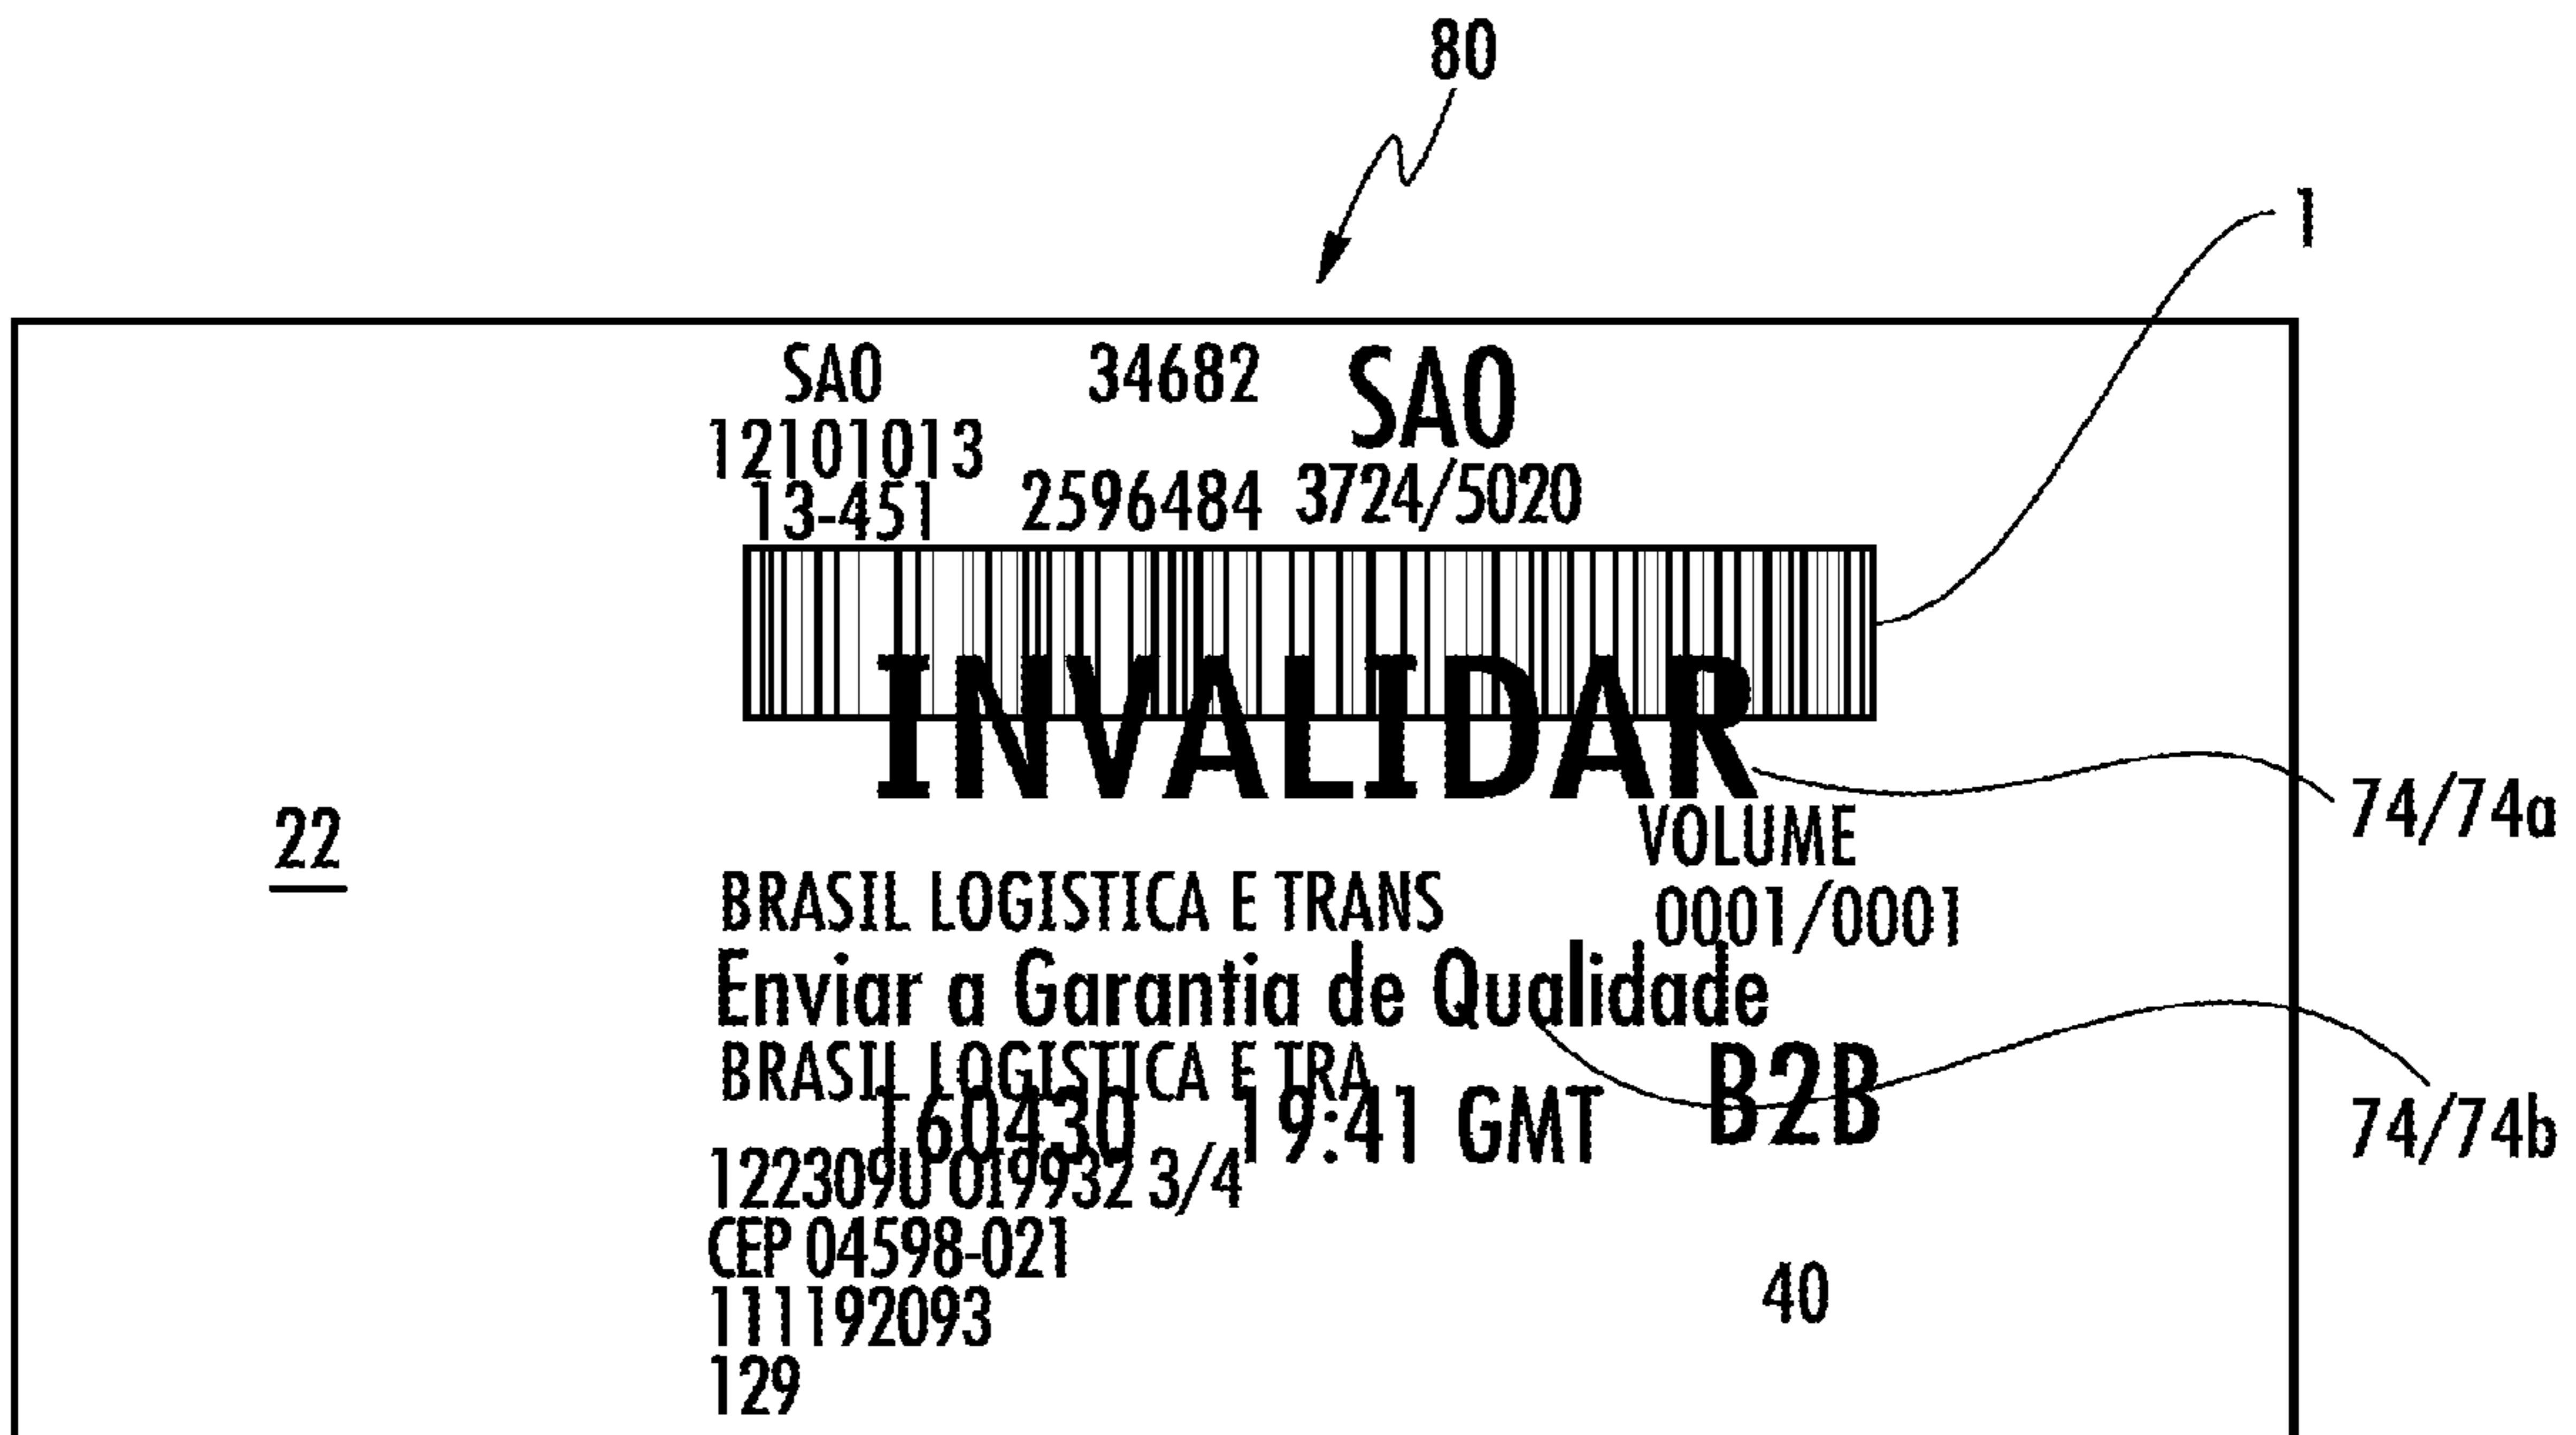 80
1
SAO 34682 SAO
12101013
13-451 2596484 3724/5020
INVALIDAR
74/74a
22
VOLUME
BRASIL LOGISTICA E TRANS
0001/0001
Enviar a Garantia de Qualidade
BRASIL LOGISTICA E TRA
B2B
160430 19:41 GMT
74/74b
122309U OI9932 3/4
CEP 04598-021
40
111192093
129